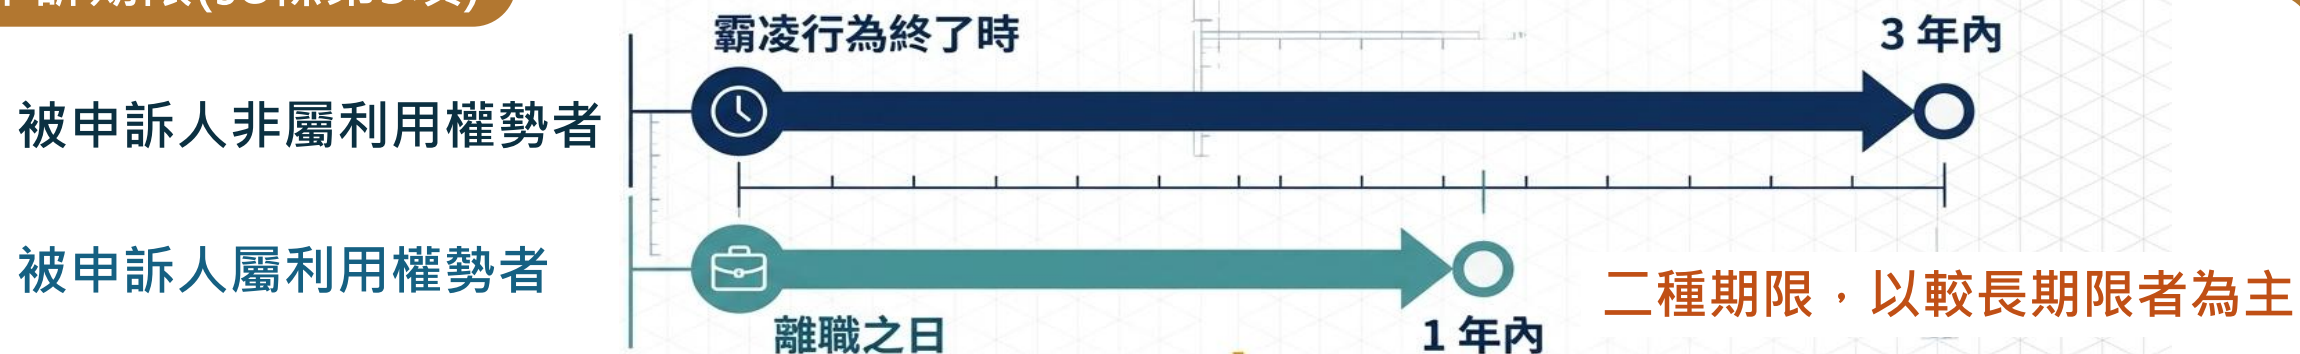 霸凌行為終了時
3 年內
被申訴人非屬利用權勢者
被申訴人屬利用權勢者
二種期限，以較長期限者為主
離職之日
1 年內